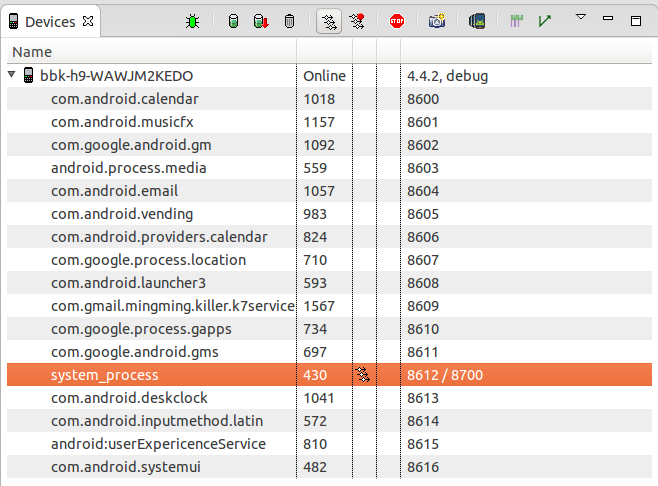 Devices
STOP
Name
bbk-h9-WAWJM2KEDO Online 4.4.2, debug
com.android.calendar 1018 8600
com.android.musicfx 1157 8601
com.google.android.gm 1092 8602
android.process.media 559 8603
com.android.email 1057 8604
com.android.vending 983 8605
com.android.providers.calendar 824 8606
com.google.process.location 710 8607
com.android.launcher3 593 8608
com.gmail.mingming.killer.k7service 1567 8609
com.google.process.gapps 734 8610
com.google.android.gms 697 8611
system_process 430 8612 / 8700
com.android.deskclock 1041 8613
com.android.inputmethod.latin 572 8614
android:userExpericenceService 810 8615
com.android.systemui 482 8616